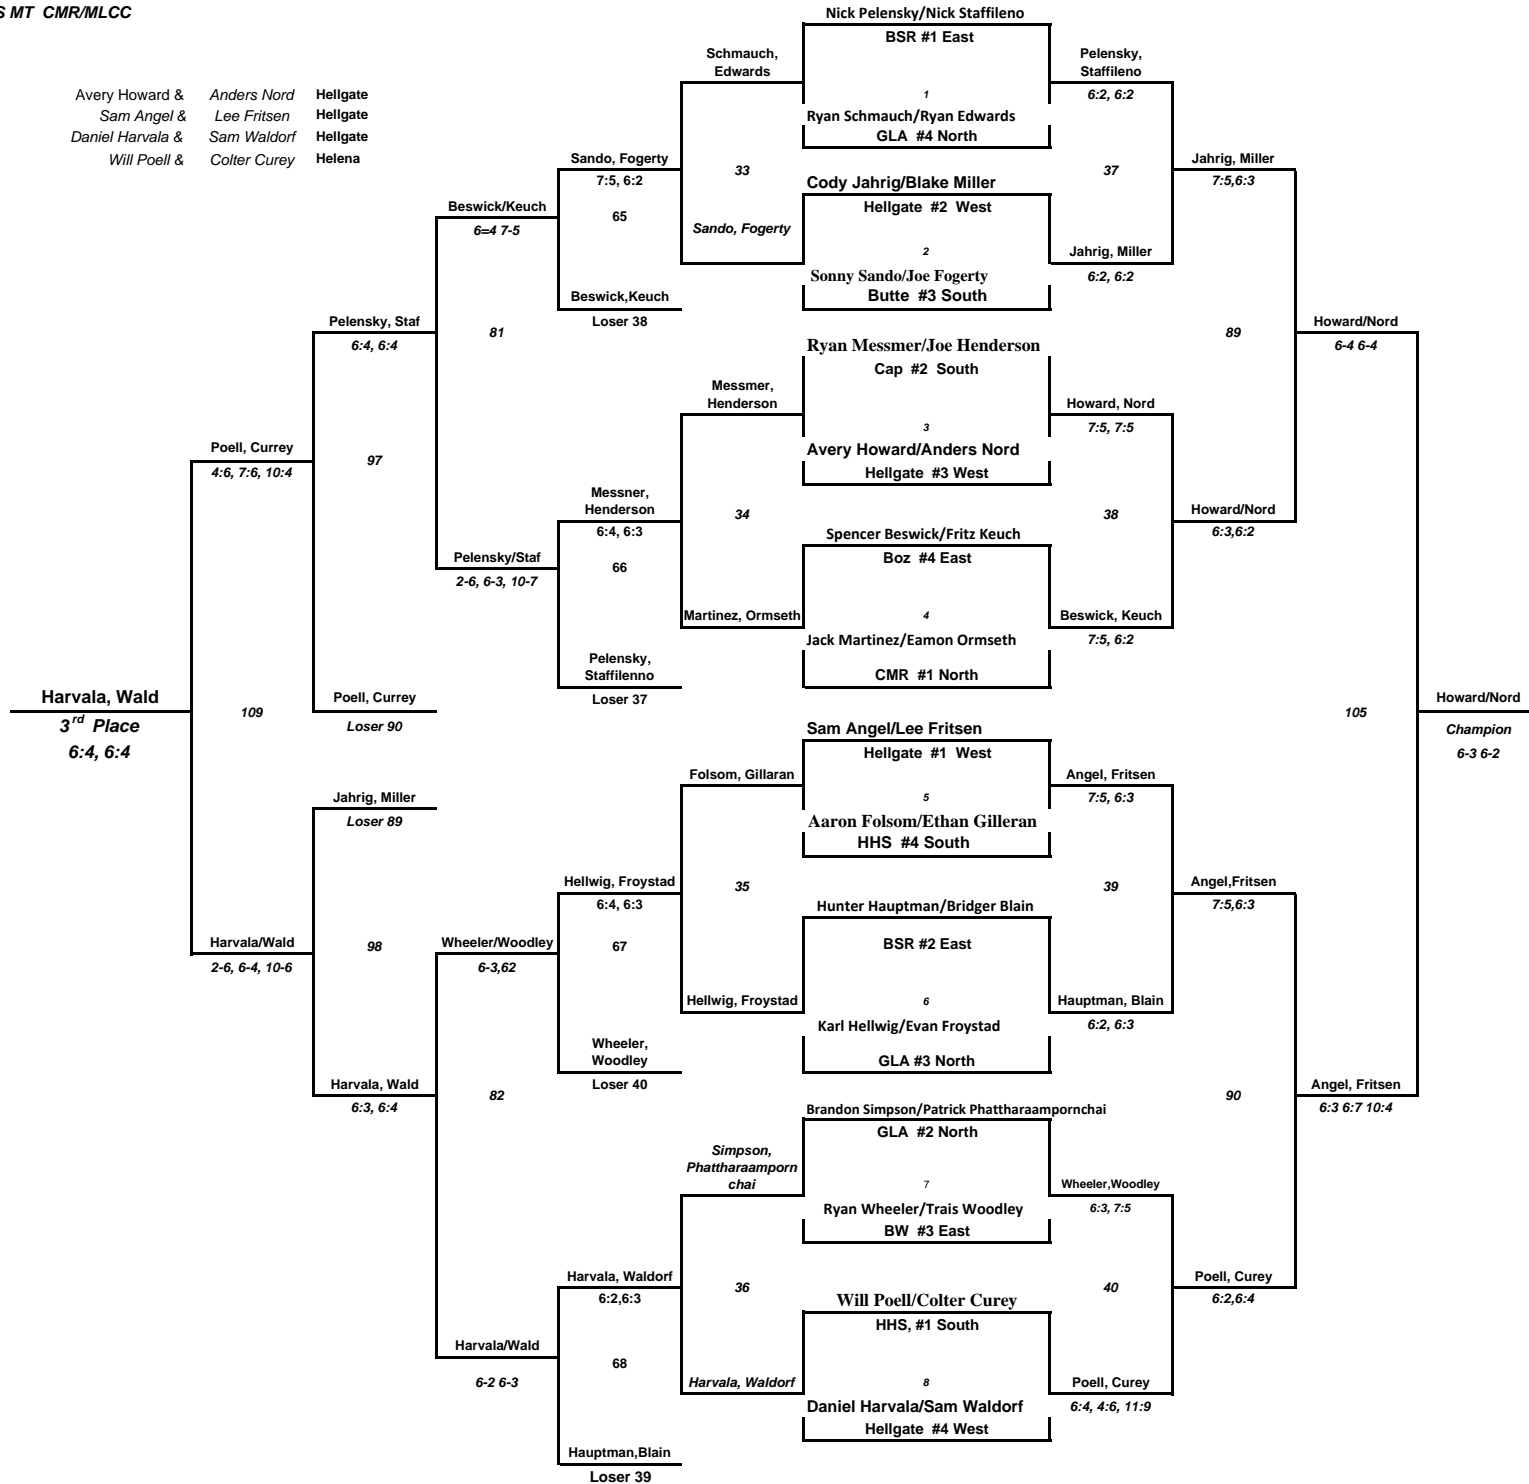 S MT CMR/MLCC
Avery Howard & Anders Nord Hellgate
Sam Angel & Lee Fritsen Hellgate
Daniel Harvala & Sam Waldorf Hellgate
Will Poell & Colter Curey Helena
Harvala, Wald
3rd Place
6:4, 6:4
109
Poell, Currey
4:6, 7:6, 10:4
Harvala/Wald
2-6, 6-4, 10-6
Pelensky, Staf
6:4, 6:4
97
Poell, Currey
Loser 90
Jahrig, Miller
Loser 89
98
Harvala, Wald
6:3, 6:4
Beswick/Keuch
6=4 7-5
81
Pelensky/Staf
2-6, 6-3, 10-7
Wheeler/Woodley
6-3,62
82
Harvala/Wald
6-2 6-3
Sando, Fogerty
7:5, 6:2
65
Beswick,Keuch
Loser 38
Messner,
Henderson
6:4, 6:3
66
Pelensky,
Staffilenno
Loser 37
Hellwig, Froystad
6:4, 6:3
67
Wheeler,
Woodley
Loser 40
Harvala, Waldorf
6:2,6:3
68
Hauptman,Blain
Loser 39
Schmauch,
Edwards
33
Sando, Fogerty
Messmer,
Henderson
34
Martinez, Ormseth
Folsom, Gillaran
35
Hellwig, Froystad
Simpson,
Phattharaamporn
chai
36
Harvala, Waldorf
Nick Pelensky/Nick Staffileno
BSR #1 East
1
Ryan Schmauch/Ryan Edwards
GLA #4 North
Cody Jahrig/Blake Miller
Hellgate #2 West
2
Sonny Sando/Joe Fogerty
Butte #3 South
Ryan Messmer/Joe Henderson
Cap #2 South
3
Avery Howard/Anders Nord
Hellgate #3 West
Spencer Beswick/Fritz Keuch
Boz #4 East
4
Jack Martinez/Eamon Ormseth
CMR #1 North
Sam Angel/Lee Fritsen
Hellgate #1 West
5
Aaron Folsom/Ethan Gilleran
HHS #4 South
Hunter Hauptman/Bridger Blain
BSR #2 East
6
Karl Hellwig/Evan Froystad
GLA #3 North
Brandon Simpson/Patrick Phattharaampornchai
GLA #2 North
7
Ryan Wheeler/Trais Woodley
BW #3 East
Will Poell/Colter Curey
HHS, #1 South
8
Daniel Harvala/Sam Waldorf
Hellgate #4 West
Pelensky,
Staffileno
6:2, 6:2
37
Jahrig, Miller
6:2, 6:2
Howard, Nord
7:5, 7:5
38
Beswick, Keuch
7:5, 6:2
Angel, Fritsen
7:5, 6:3
39
Hauptman, Blain
6:2, 6:3
Wheeler,Woodley
6:3, 7:5
40
Poell, Curey
6:4, 4:6, 11:9
Jahrig, Miller
7:5,6:3
89
Howard/Nord
6:3,6:2
Angel,Fritsen
7:5,6:3
90
Poell, Curey
6:2,6:4
Howard/Nord
6-4 6-4
105
Angel, Fritsen
6:3 6:7 10:4
Howard/Nord
Champion
6-3 6-2